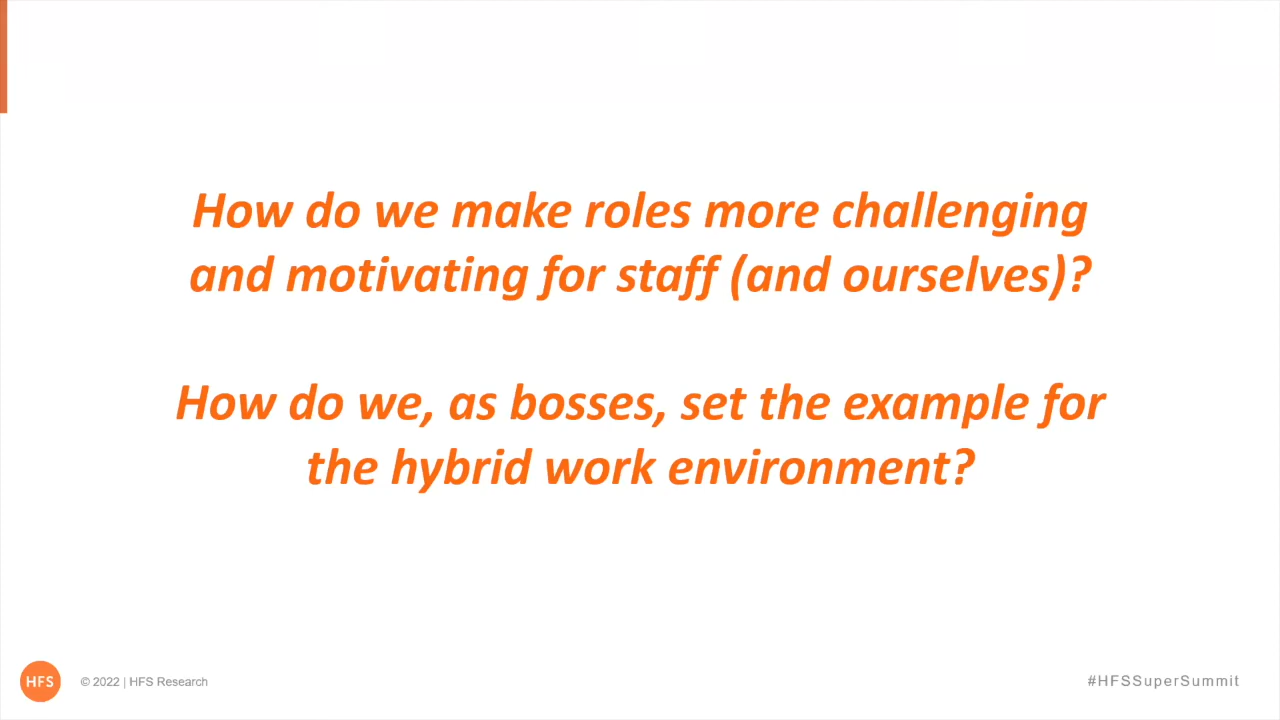 How do we make roles more challenging
and motivating for staff (and ourselves)?
How do we, as bosses, set the example for
the hybrid work environment?
HFS
© 2022 | HFS Research
#HFSSuperSummit